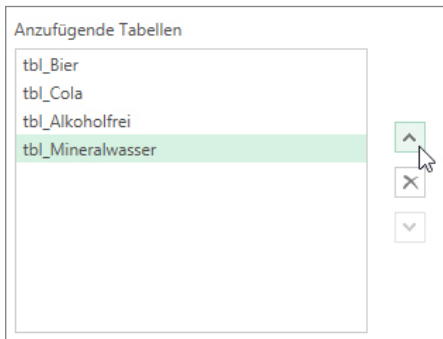 Anzufügende Tabellen
tbl_Bier
tbl_Cola
tbl_Alkoholfrei
tbl_Mineralwasser